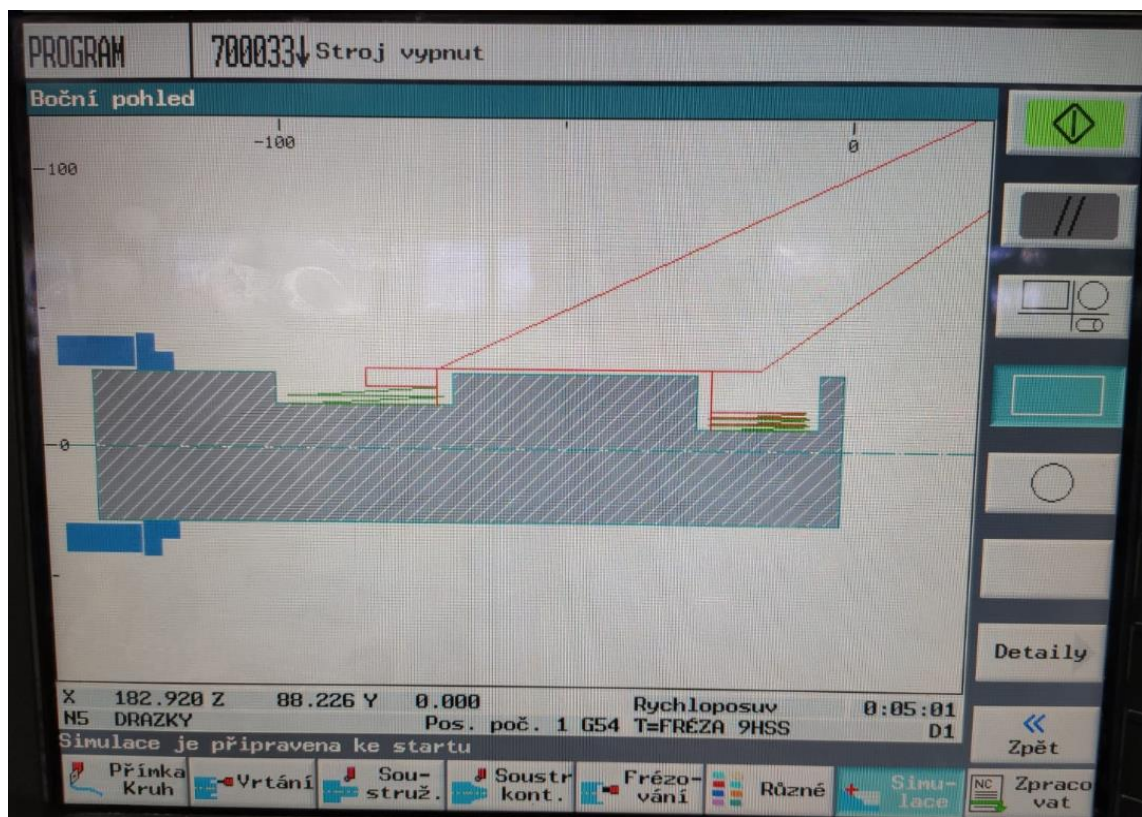 PROGRAM
700033↓ Stroj vypnut
Boční pohled
-100
0
-100
0
Detaily
X 182.920 Z 88.226 Y 0.000 Rychloposuv 0:05:01
N5 DRAZKY Pos. poč. 1 G54 T=FRÉZA 9HSS D1
Simulace je připravena ke startu
« Zpět
Přímka
Kruh
Vrtání
Sou-
struž.
Soustr
kont.
Frézo-
vání
Různé
Simu-
lace
NC
Zpraco
vat